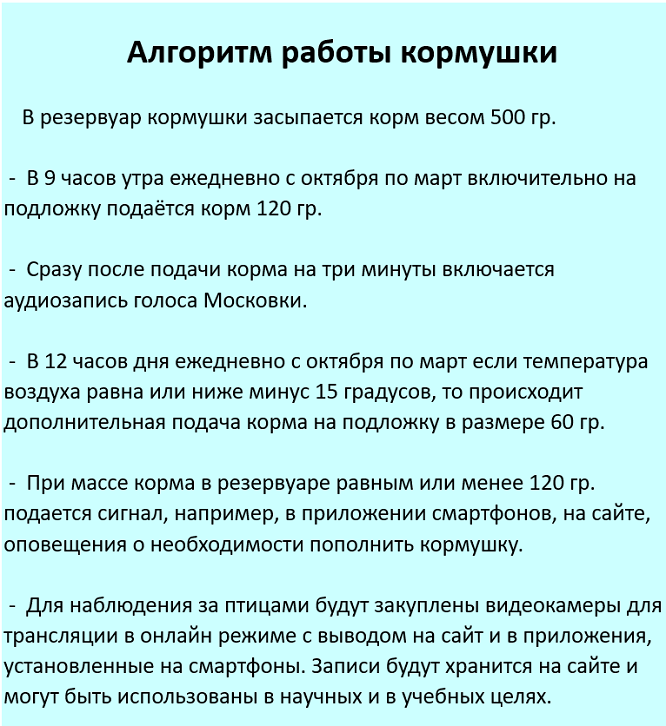 Алгоритм работы кормушки
В резервуар кормушки засыпается корм весом 500 гр.
- В 9 часов утра ежедневно с октября по март включительно на
подложку подаётся корм 120 гр.
- Сразу после подачи корма на три минуты включается
аудиозапись голоса Московки.
- В 12 часов дня ежедневно с октября по март если температура
воздуха равна или ниже минус 15 градусов, то происходит
дополнительная подача корма на подложку в размере 60 гр.
- При массе корма в резервуаре равным или менее 120 гр.
подается сигнал, например, в приложении смартфонов, на сайте,
оповещения о необходимости пополнить кормушку.
- Для наблюдения за птицами будут закуплены видеокамеры для
трансляции в онлайн режиме с выводом на сайт и в приложения,
установленные на смартфоны. Записи будут хранится на сайте и
могут быть использованы в научных и в учебных целях.